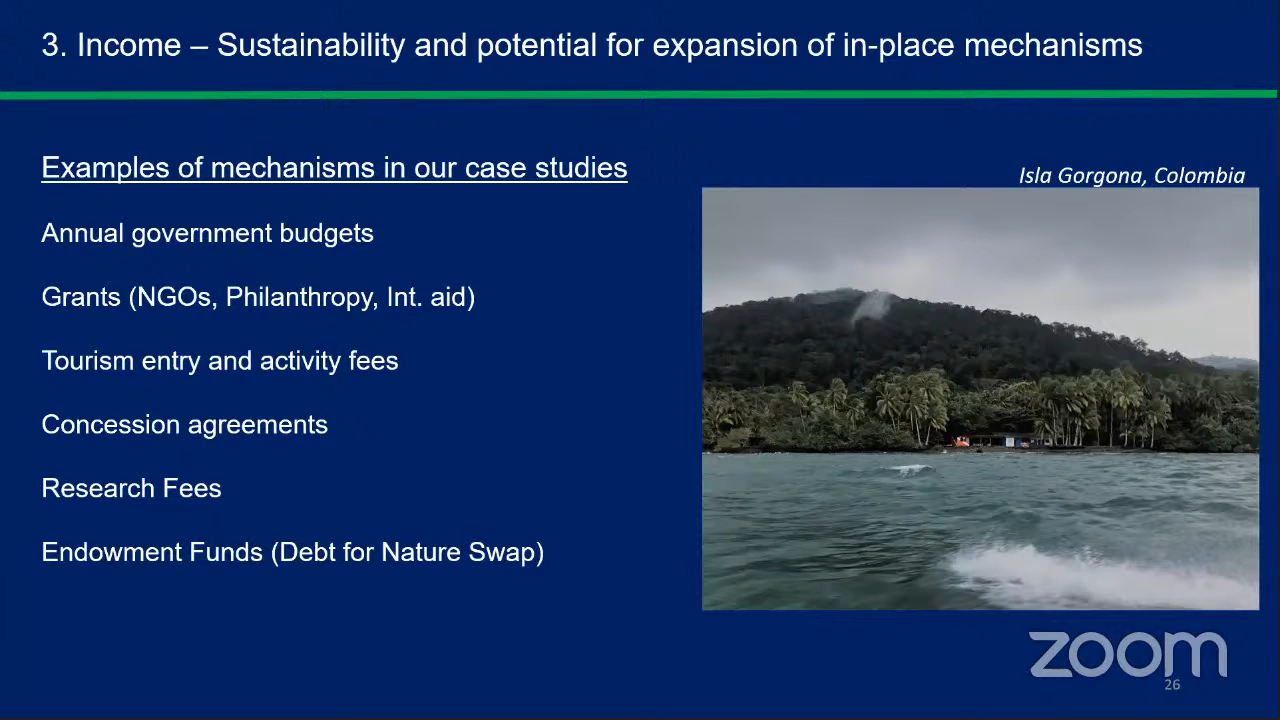 3. Income – Sustainability and potential for expansion of in-place mechanisms
Examples of mechanisms in our case studies
Isla Gorgona, Colombia
Annual government budgets
Grants (NGOs, Philanthropy, Int. aid)
Tourism entry and activity fees
Concession agreements
Research Fees
Endowment Funds (Debt for Nature Swap)
zoom
26